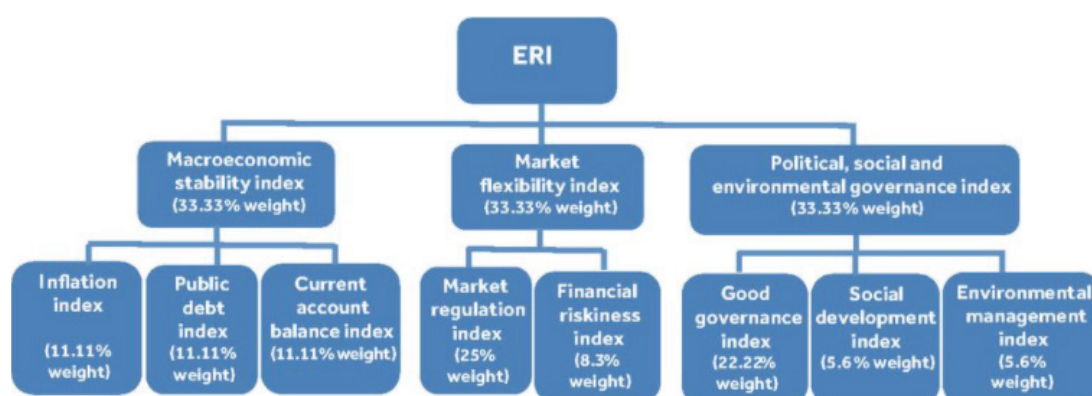 ERI
Macroeconomic
stability index
(33.33% weight)
Market
flexibility index
(33.33% weight)
Political, social and
environmental governance index
(33.33% weight)
Inflation
index
(11.11%
weight)
Public
debt
index
(11.11%
weight)
Current
account
balance index
(11.11% weight)
Market
regulation
index
(25%
weight)
Financial
riskiness
index
(8.3%
weight)
Good
governance
index
(22.22%
weight)
Social
development
index
(5.6% weight)
Environmental
management
index
(5.6%
weight)